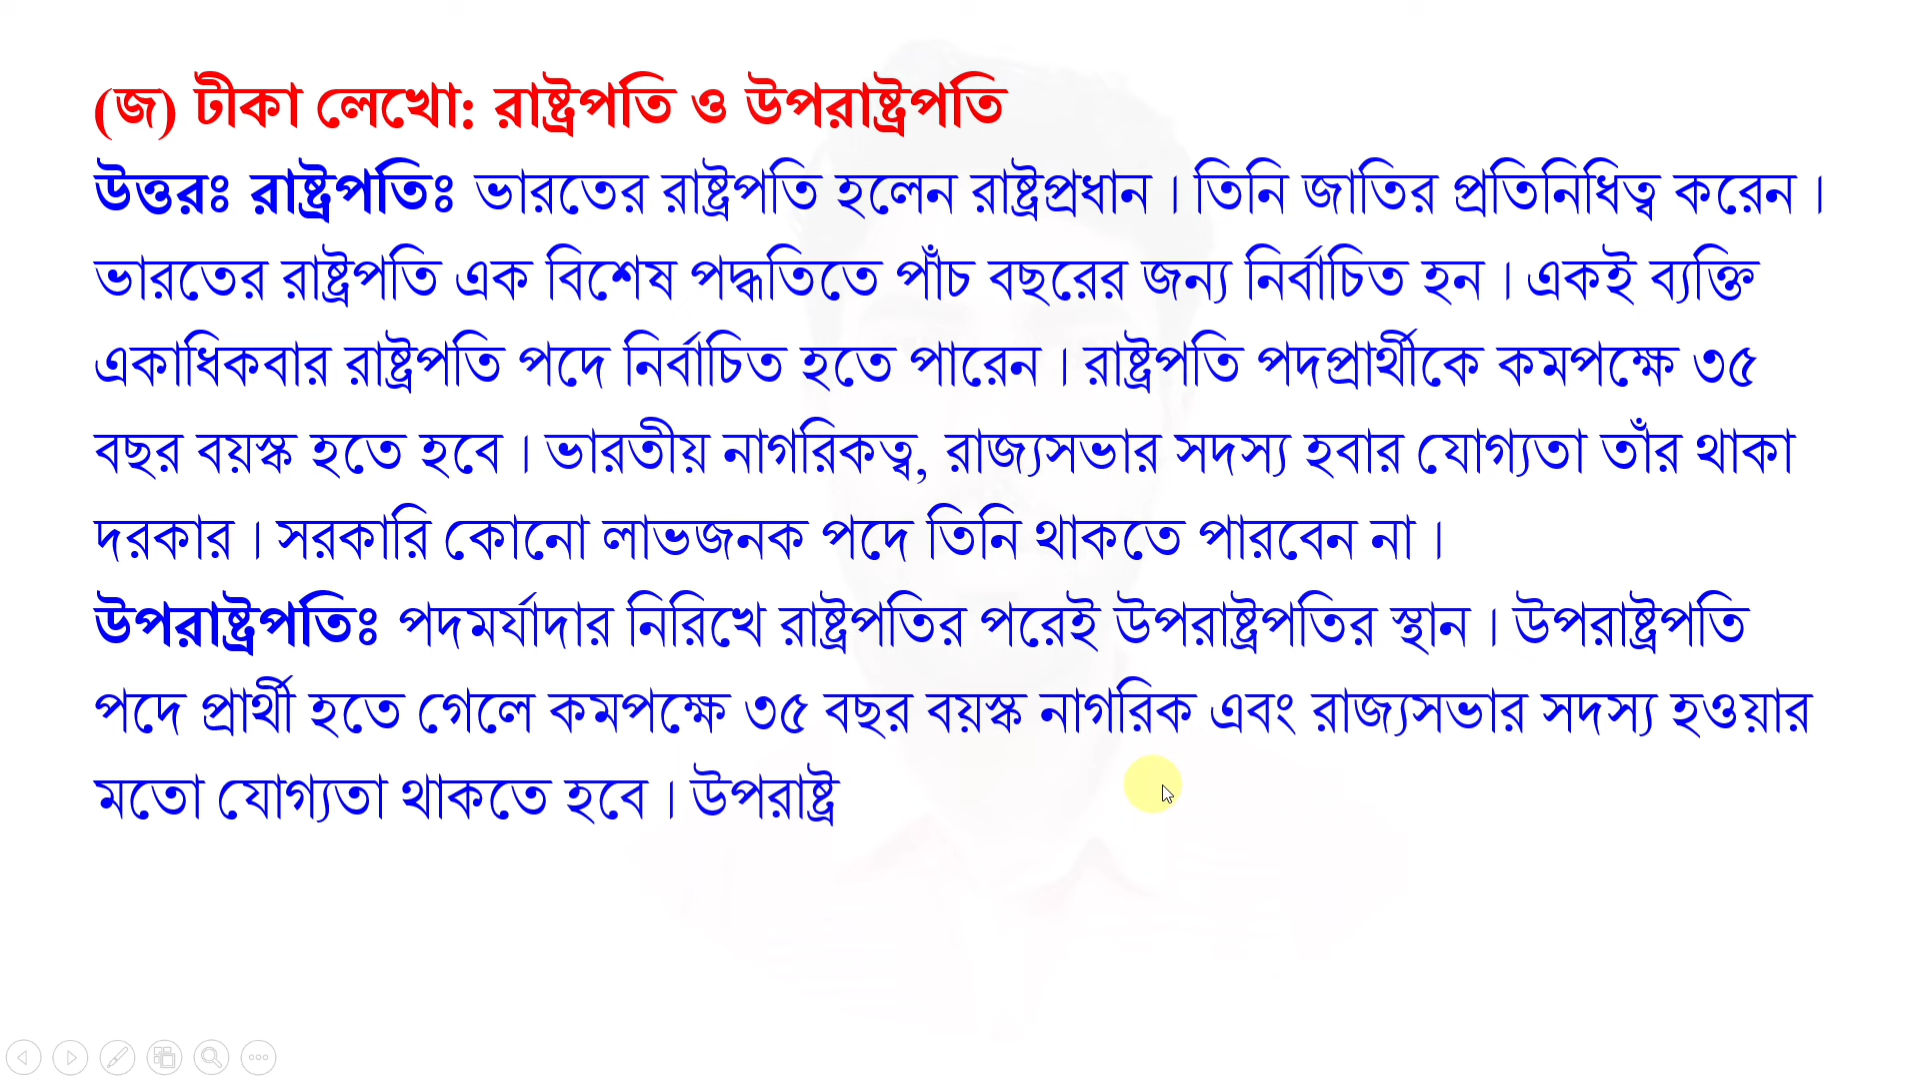 (জ) টীকা লেখো: রাষ্ট্রপতি ও উপরাষ্ট্রপতি
উত্তরঃ রাষ্ট্রপতিঃ ভারতের রাষ্ট্রপতি হলেন রাষ্ট্রপ্রধান। তিনি জাতির প্রতিনিধিত্ব করেন।
ভারতের রাষ্ট্রপতি এক বিশেষ পদ্ধতিতে পাঁচ বছরের জন্য নির্বাচিত হন। একই ব্যক্তি
একাধিকবার রাষ্ট্রপতি পদে নির্বাচিত হতে পারেন। রাষ্ট্রপতি পদপ্রার্থীকে কমপক্ষে ৩৫
বছর বয়স্ক হতে হবে। ভারতীয় নাগরিকত্ব, রাজ্যসভার সদস্য হবার যোগ্যতা তাঁর থাকা
দরকার। সরকারি কোনো লাভজনক পদে তিনি থাকতে পারবেন না।
উপরাষ্ট্রপতিঃ পদমর্যাদার নিরিখে রাষ্ট্রপতির পরেই উপরাষ্ট্রপতির স্থান। উপরাষ্ট্রপতি
পদে প্রার্থী হতে গেলে কমপক্ষে ৩৫ বছর বয়স্ক নাগরিক এবং রাজ্যসভার সদস্য হওয়ার
মতো যোগ্যতা থাকতে হবে। উপরাষ্ট্র